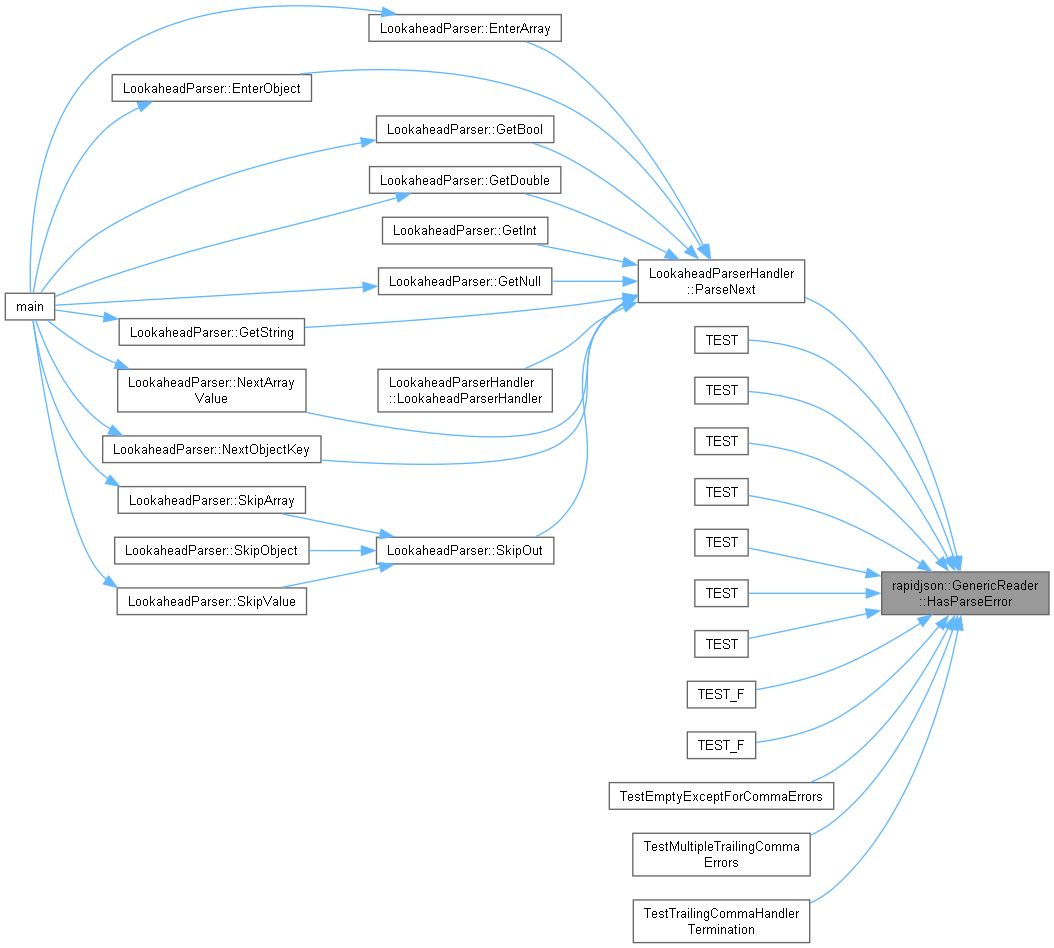 LookaheadParser::EnterArray
LookaheadParser::EnterObject
LookaheadParser::GetBool
LookaheadParser::GetDouble
LookaheadParser::GetInt
LookaheadParserHandler
::ParseNext
LookaheadParser::GetNull
main
LookaheadParser::GetString
TEST
LookaheadParser::NextArray
Value
LookaheadParserHandler
::LookaheadParserHandler
TEST
LookaheadParser::NextObjectKey
TEST
LookaheadParser::SkipArray
TEST
LookaheadParser::SkipObject
LookaheadParser::SkipOut
TEST
LookaheadParser::SkipValue
TEST
rapidjson::GenericReader
::HasParseError
TEST
TEST_F
TEST_F
TestEmptyExceptForCommaErrors
TestMultipleTrailingComma
Errors
TestTrailingCommaHandler
Termination